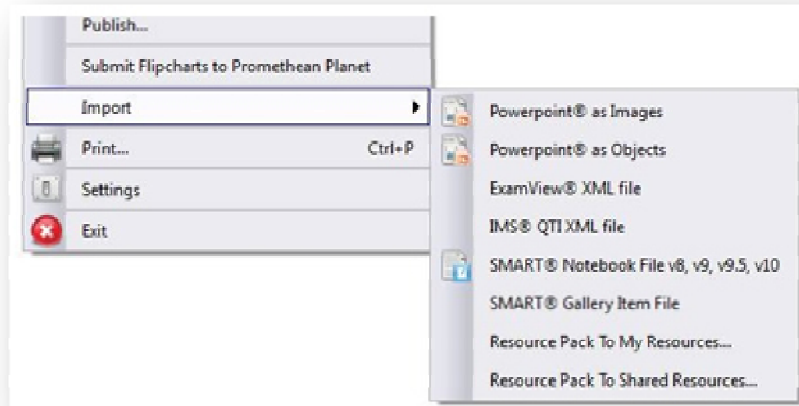 Publish...
Submit Flipcharts to Promethean Planet
Import
Print... Ctrl+P
Settings
Exit
Powerpoint® as Images
Powerpoint® as Objects
ExamView® XML file
IMS® QTI XML file
SMART® Notebook File v8, v9, v9.5, v10
SMART® Gallery Item File
Resource Pack To My Resources...
Resource Pack To Shared Resources...